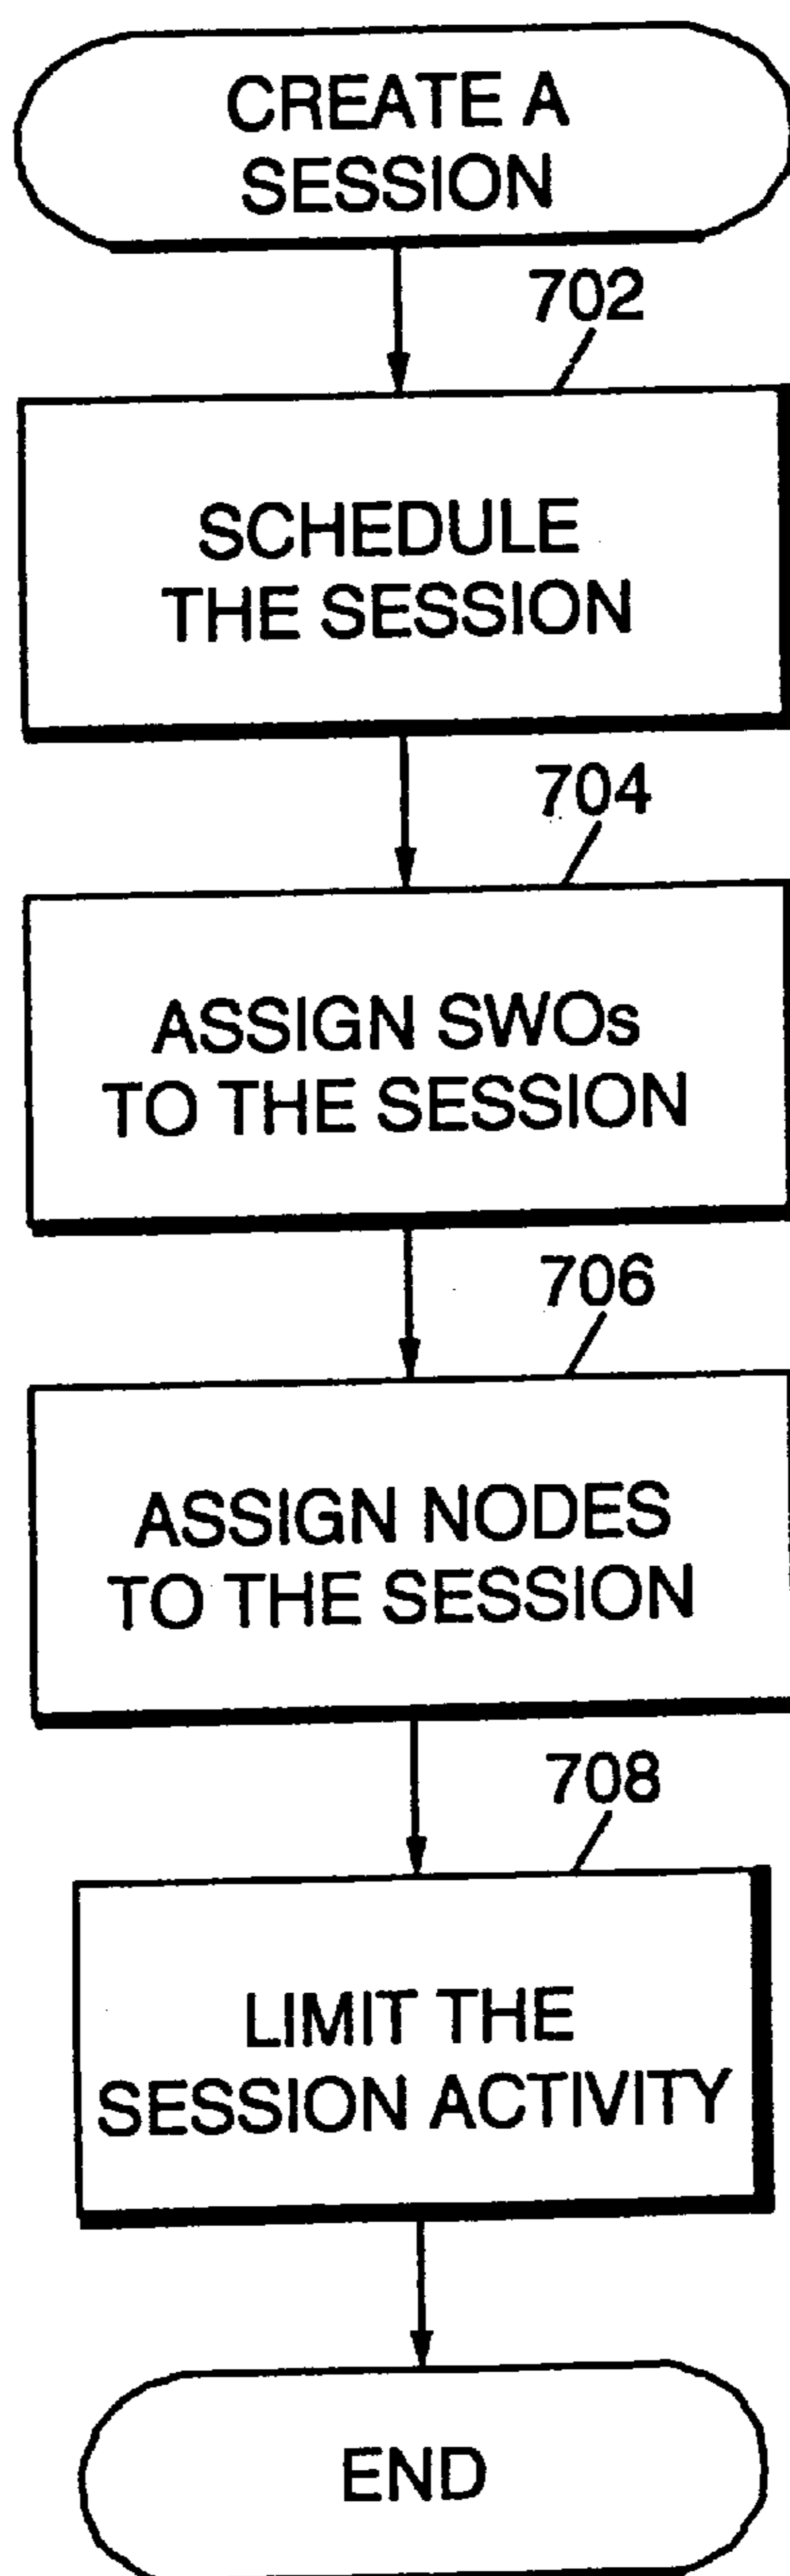 CREATE A
SESSION
702
SCHEDULE
THE SESSION
704
ASSIGN SWOs
TO THE SESSION
706
ASSIGN NODES
TO THE SESSION
708
LIMIT THE
SESSION ACTIVITY
END